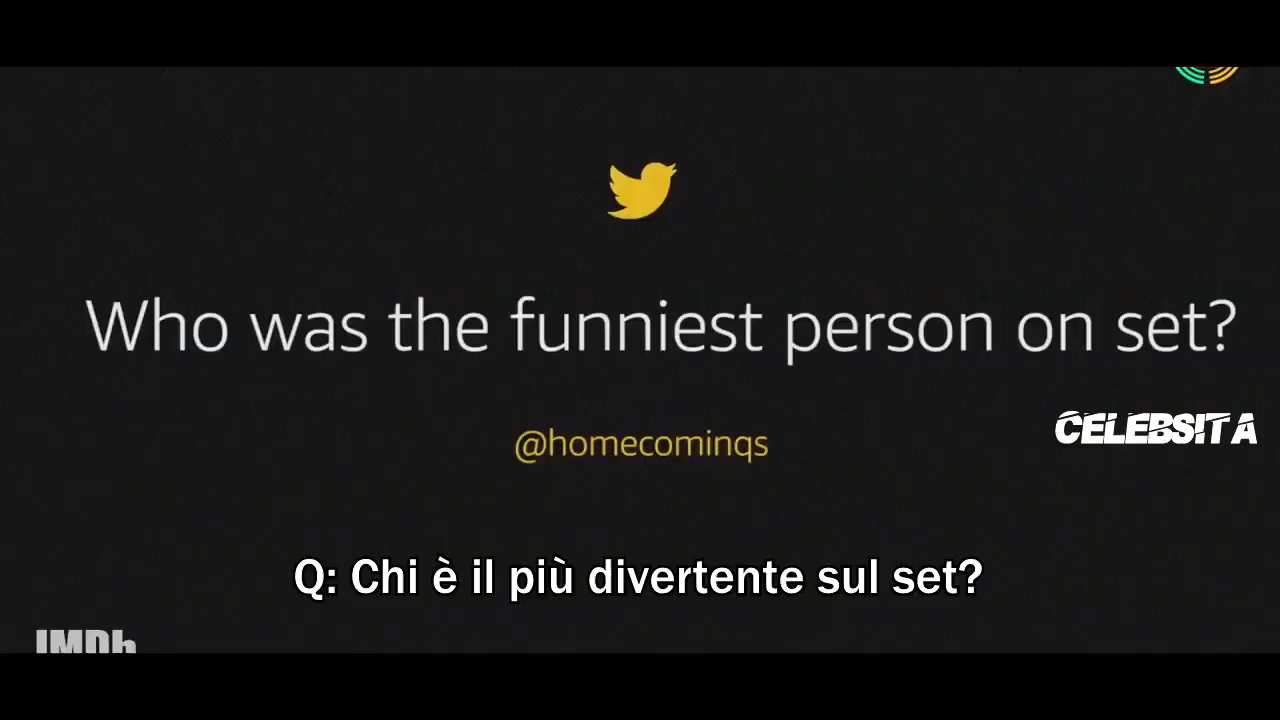 Who was the funniest person on set?
@homecominqs
CELEBSITA
Q: Chi è il più divertente sul set?
IMDb